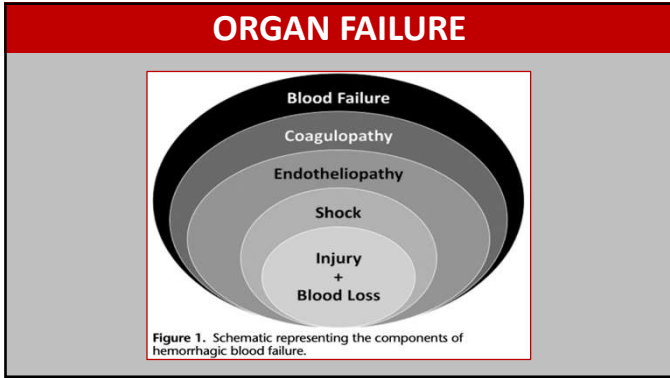 ORGAN FAILURE
Blood Failure
Coagulopathy
Endotheliopathy
Shock
Injury
+
Blood Loss
Figure 1. Schematic representing the components of
hemorrhagic blood failure.